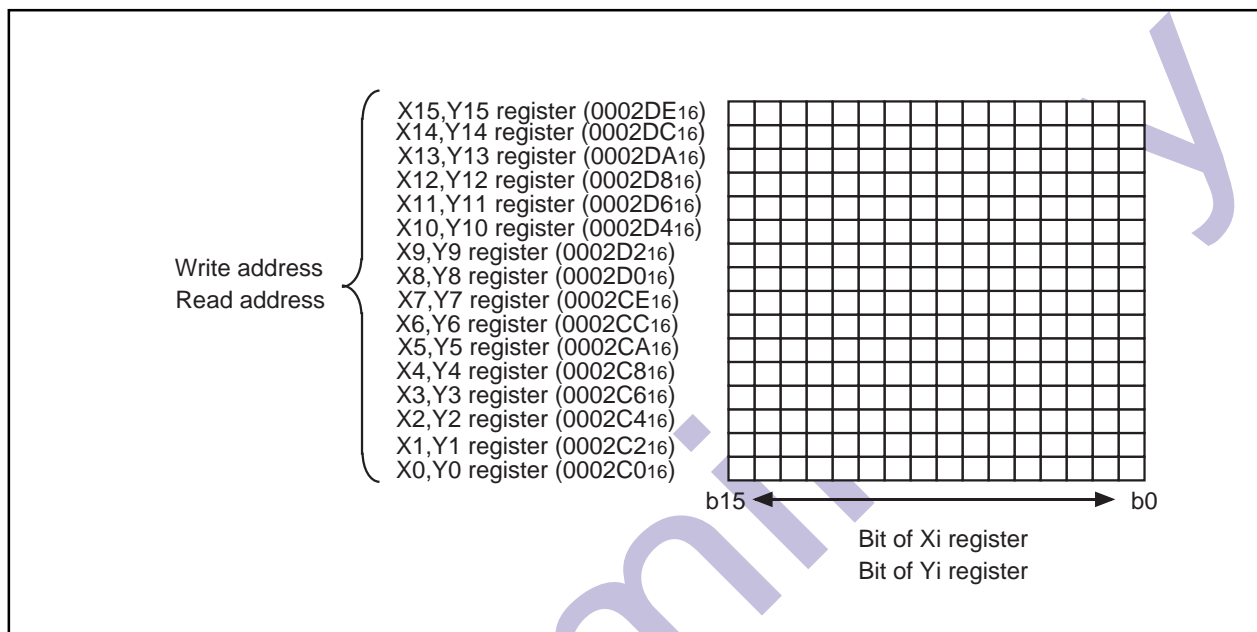 X15,Y15 register (0002DE16)
X14,Y14 register (0002DC16)
X13,Y13 register (0002DA16)
X12,Y12 register (0002D816)
X11,Y11 register (0002D616)
X10,Y10 register (0002D416)
X9,Y9 register (0002D216)
X8,Y8 register (0002D016)
X7,Y7 register (0002CE16)
X6,Y6 register (0002CC16)
X5,Y5 register (0002CA16)
X4,Y4 register (0002C816)
X3,Y3 register (0002C616)
X2,Y2 register (0002C416)
X1,Y1 register (0002C216)
X0,Y0 register (0002C016)
Write address
Read address
b15
b0
Bit of Xi register
Bit of Yi register